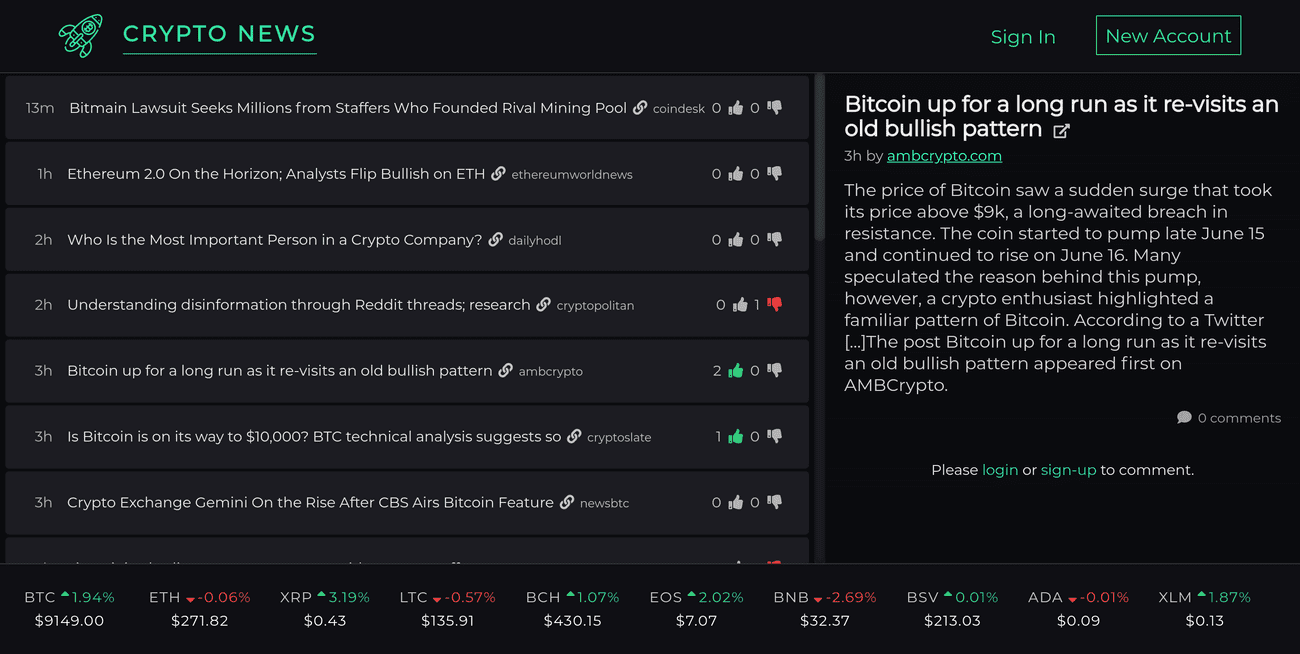 CRYPTO NEWS
Sign In
New Account
13m Bitmain Lawsuit Seeks Millions from Staffers Who Founded Rival Mining Pool coindesk 0 0
1h Ethereum 2.0 On the Horizon; Analysts Flip Bullish on ETH ethereumworldnews 0 0
2h Who Is the Most Important Person in a Crypto Company? dailyhodl 0 0
2h Understanding disinformation through Reddit threads; research cryptopolitan 0 1
3h Bitcoin up for a long run as it re-visits an old bullish pattern ambcrypto 2 0
3h Is Bitcoin is on its way to $10,000? BTC technical analysis suggests so cryptoslate 1 0
3h Crypto Exchange Gemini On the Rise After CBS Airs Bitcoin Feature newsbtc 0 0
Bitcoin up for a long run as it re-visits an
old bullish pattern
3h by ambcrypto.com
The price of Bitcoin saw a sudden surge that took
its price above $9k, a long-awaited breach in
resistance. The coin started to pump late June 15
and continued to rise on June 16. Many
speculated the reason behind this pump,
however, a crypto enthusiast highlighted a
familiar pattern of Bitcoin. According to a Twitter
[...]The post Bitcoin up for a long run as it re-visits
an old bullish pattern appeared first on
AMBCrypto.
0 comments
Please login or sign-up to comment.
BTC 1.94% ETH -0.06% XRP 3.19% LTC -0.57% BCH 1.07% EOS 2.02% BNB -2.69% BSV 0.01% ADA -0.01% XLM 1.87%
$9149.00 $271.82 $0.43 $135.91 $430.15 $7.07 $32.37 $213.03 $0.09 $0.13